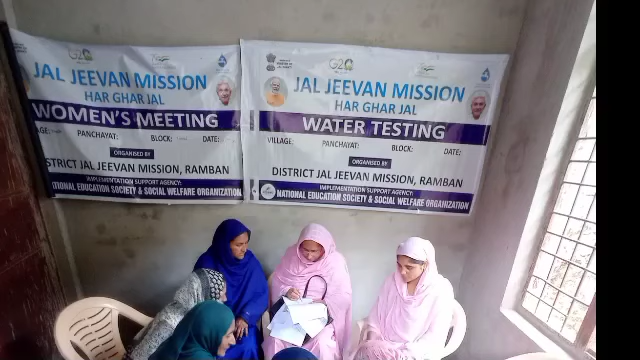 G20
JAL JEEVAN MISSION
HAR GHAR JAL
WOMEN'S MEETING
PANCHAYAT: BLOCK: DATE:
ORGANISED BY
DISTRICT JAL JEEVAN MISSION, RAMBAN
IMPLEMENTATION SUPPORT AGENCY:
NATIONAL EDUCATION SOCIETY & SOCIAL WELFARE ORGANIZATION
G20
JAL JEEVAN MISSION
HAR GHAR JAL
WATER TESTING
VILLAGE: PANCHAYAT: BLOCK: DATE:
ORGANISED BY
DISTRICT JAL JEEVAN MISSION, RAMBAN
IMPLEMENTATION SUPPORT AGENCY:
NATIONAL EDUCATION SOCIETY & SOCIAL WELFARE ORGANIZATION